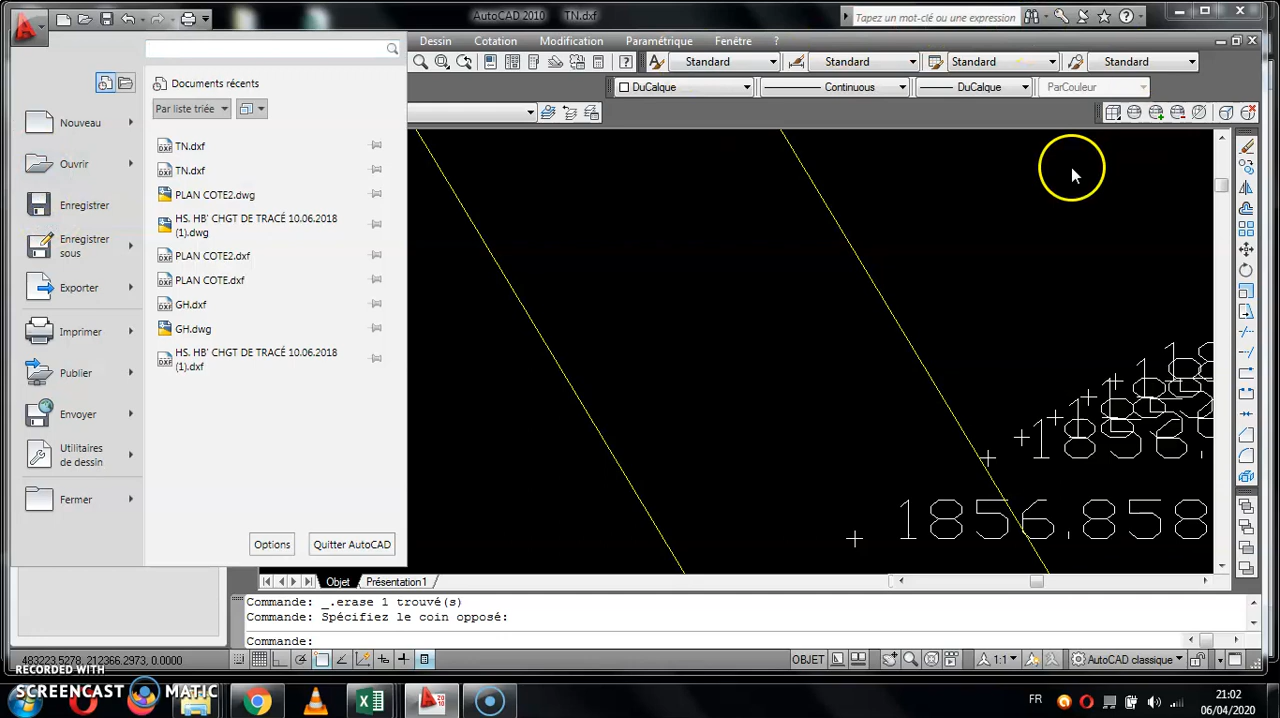 AutoCAD 2010 TN.dxf
Tapez un mot-clé ou une expression
Dessin Cotation Modification Paramétrique Fenêtre ?
Standard Standard Standard Standard
DuCalque Continuous DuCalque ParCouleur
Documents récents
Par liste triée
Nouveau
Ouvrir
Enregistrer
Enregistrer
sous
Exporter
Imprimer
Publier
Envoyer
Utilitaires
de dessin
Fermer
TN.dxf
TN.dxf
PLAN COTE2.dwg
HS. HB' CHGT DE TRACÉ 10.06.2018
(1).dwg
PLAN COTE2.dxf
PLAN COTE.dxf
GH.dxf
GH.dwg
HS. HB' CHGT DE TRACÉ 10.06.2018
(1).dxf
Options Quitter AutoCAD
1856,858
Objet Présentation1
Commande: _.erase 1 trouvé(s)
Commande: Spécifiez le coin opposé:
Commande:
483223.5278, 212366.2973, 0.0000
OBJET 1:1 AutoCAD classique
RECORDED WITH
SCREENCAST MATIC
FR
21:02
06/04/2020